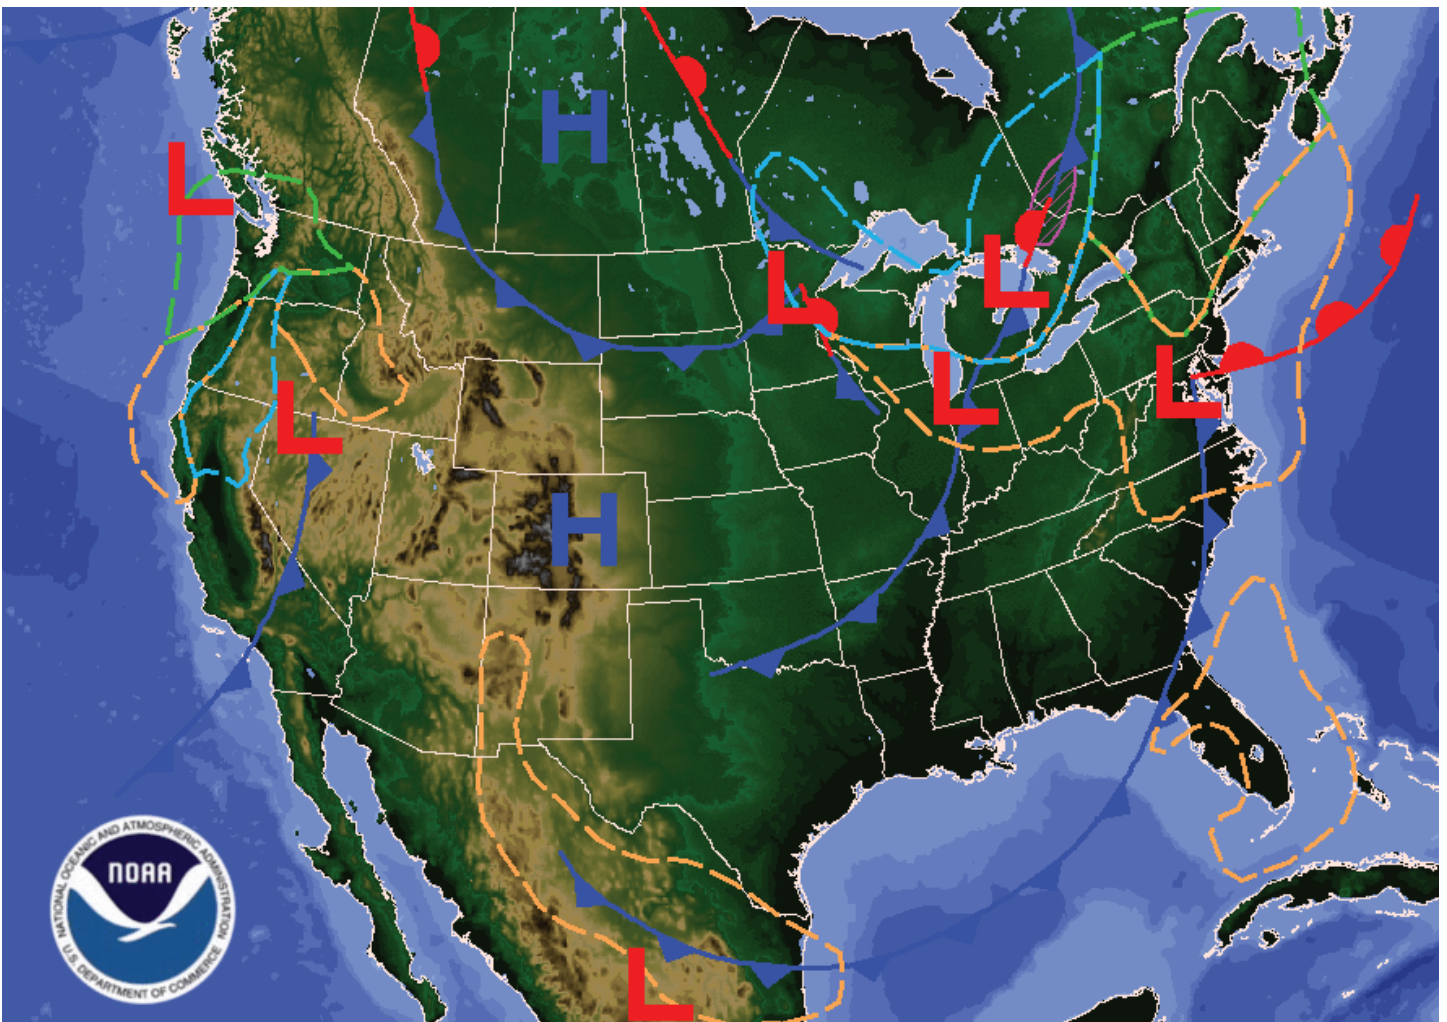 L
H
L
L
L
L
L
H
L
NOAA
NATIONAL OCEANIC AND ATMOSPHERIC ADMINISTRATION
U.S. DEPARTMENT OF COMMERCE